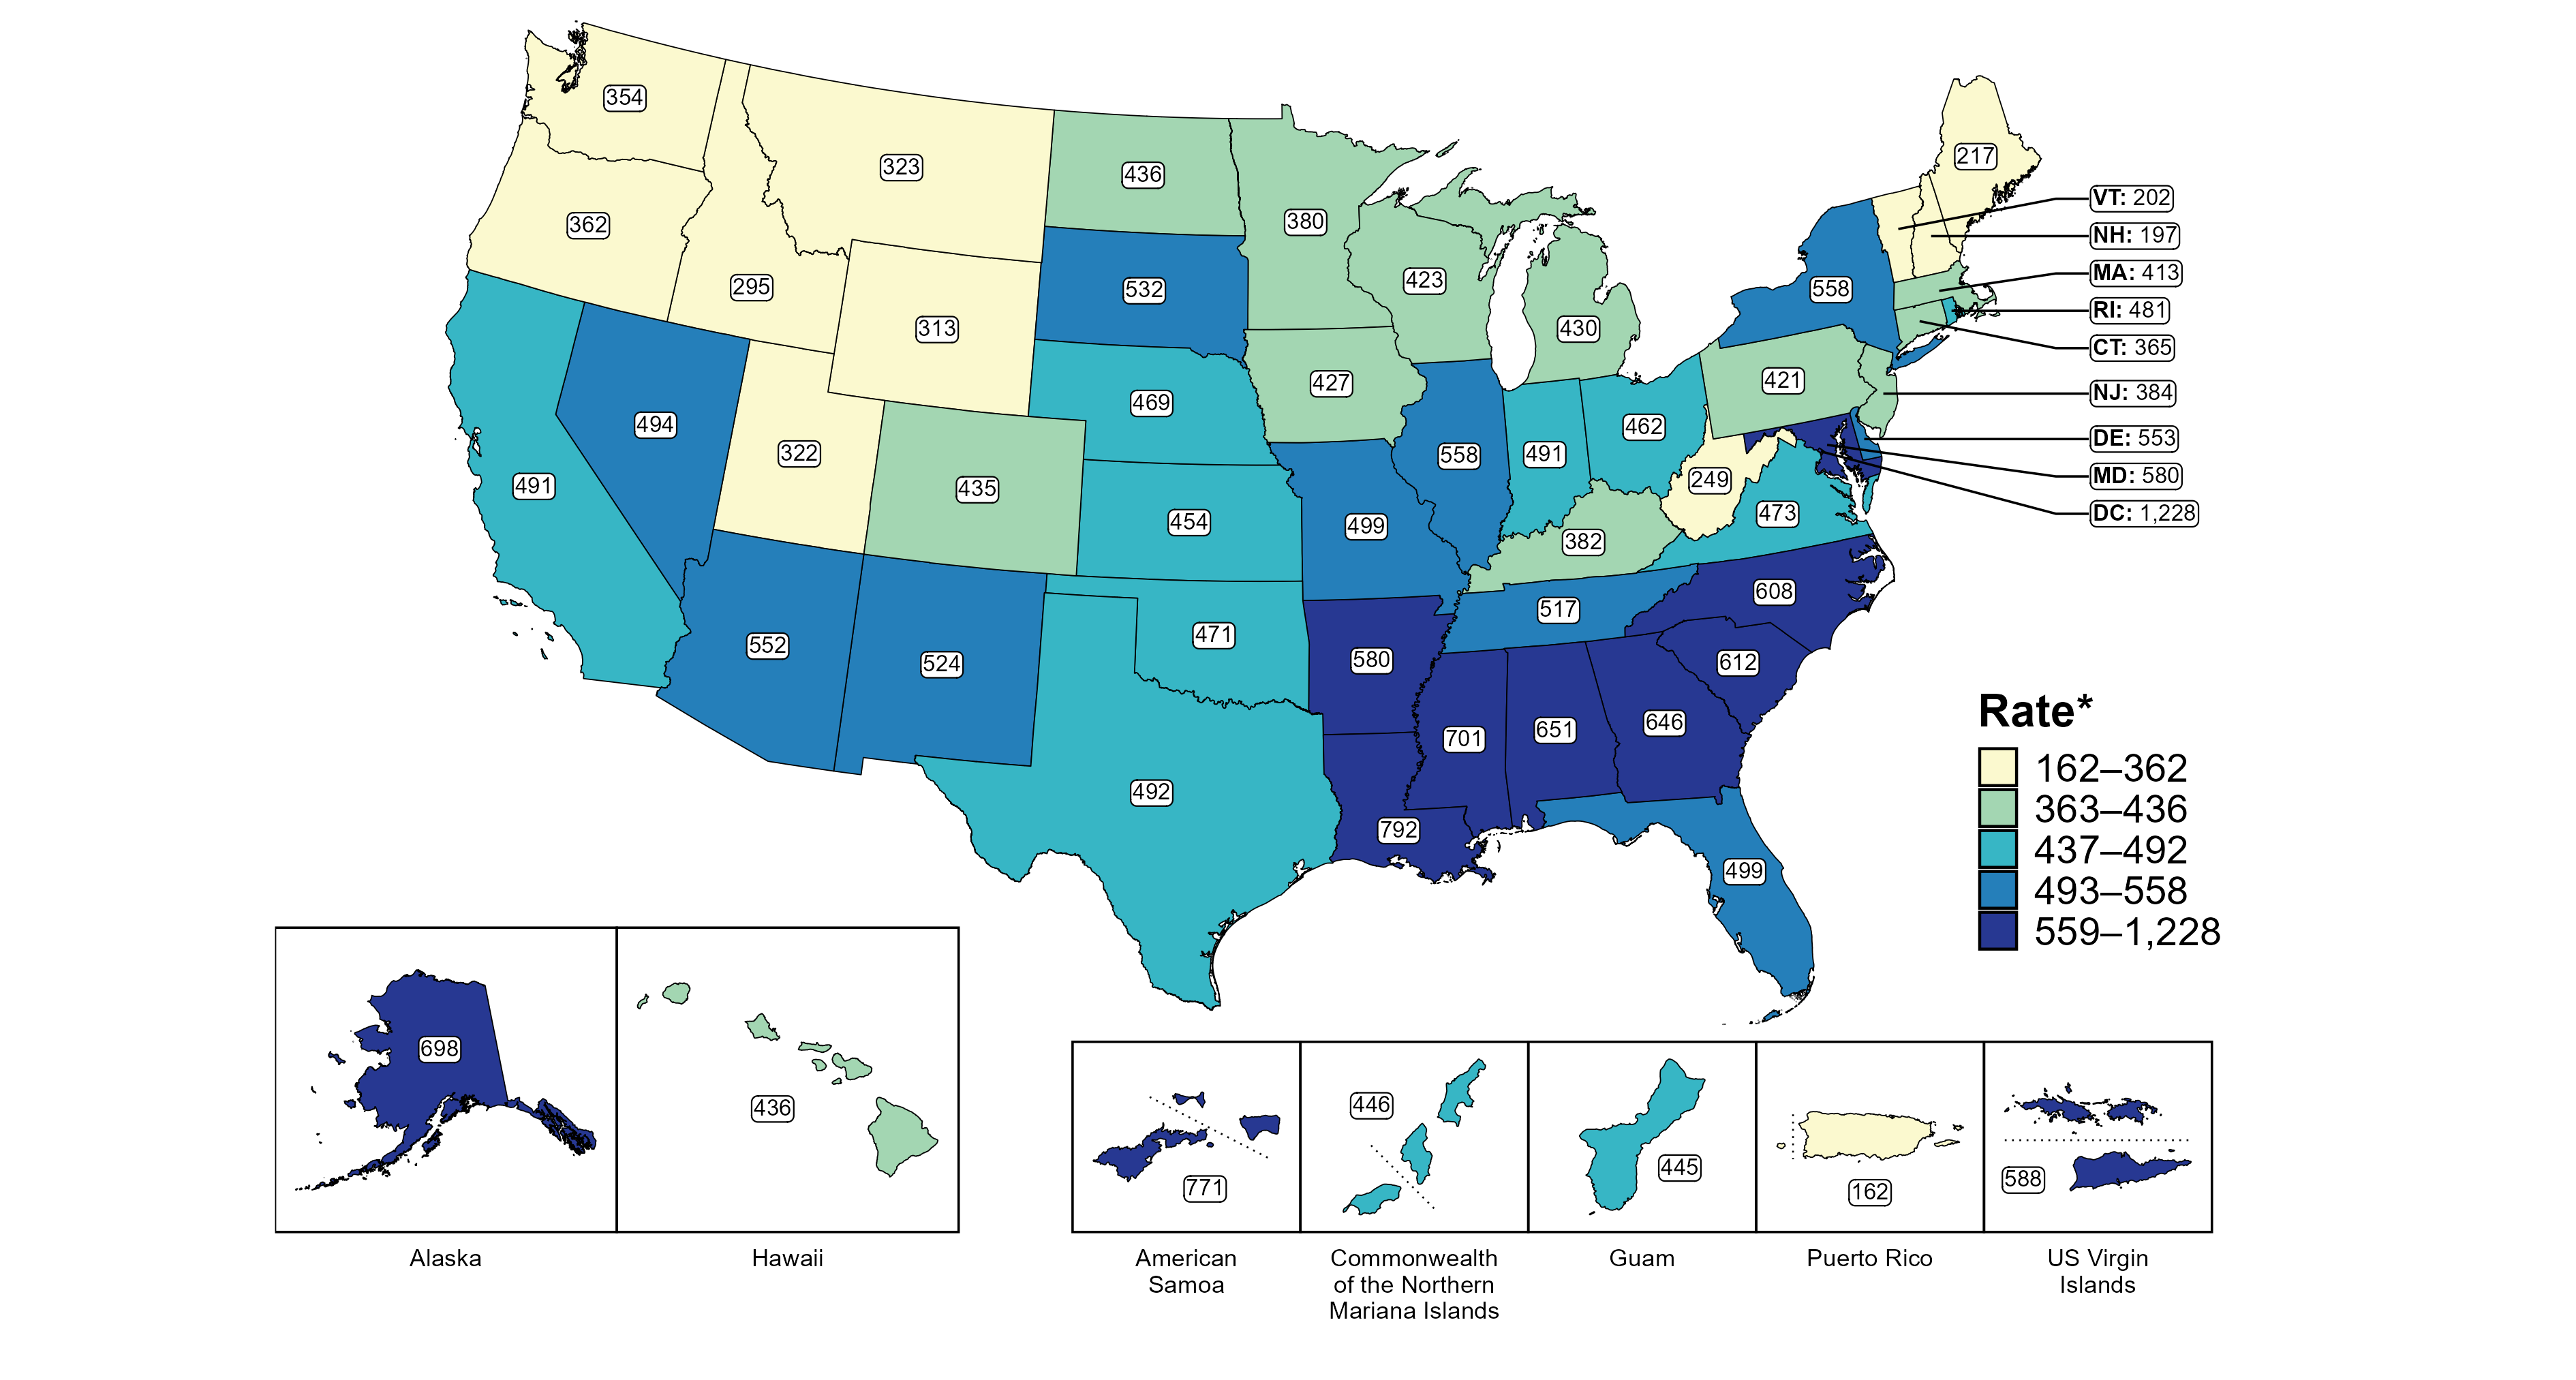 354
323
436
380
217
362
295
313
532
423
430
558
VT: 202
NH: 197
MA: 413
RI: 481
CT: 365
NJ: 384
DE: 553
MD: 580
DC: 1,228
494
322
435
469
427
421
491
454
558
491
462
249
473
499
382
552
524
471
580
517
608
612
492
701
651
646
792
499
Rate*
162–362
363–436
437–492
493–558
559–1,228
698
436
771
446
445
162
588
Alaska
Hawaii
American
Samoa
Commonwealth
of the Northern
Mariana Islands
Guam
Puerto Rico
US Virgin
Islands